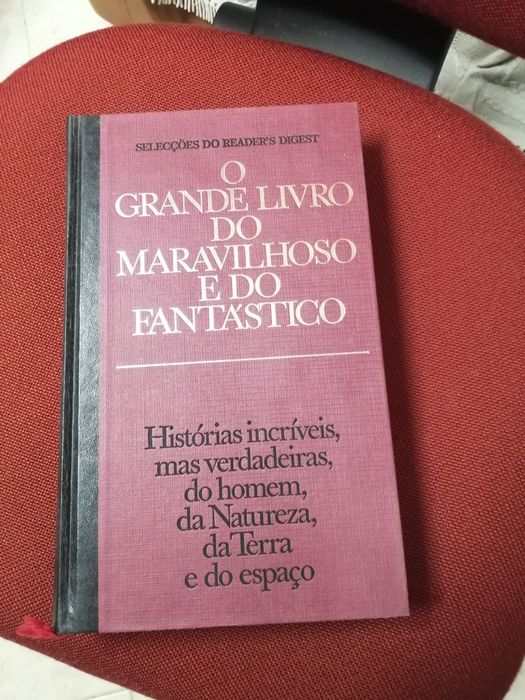 SELECÇÕES DO READER'S DIGEST
O
GRANDE LIVRO
DO
MARAVILHOSO
E DO
FANTÁSTICO
Histórias incríveis,
mas verdadeiras,
do homem,
da Natureza,
da Terra
e do espaço